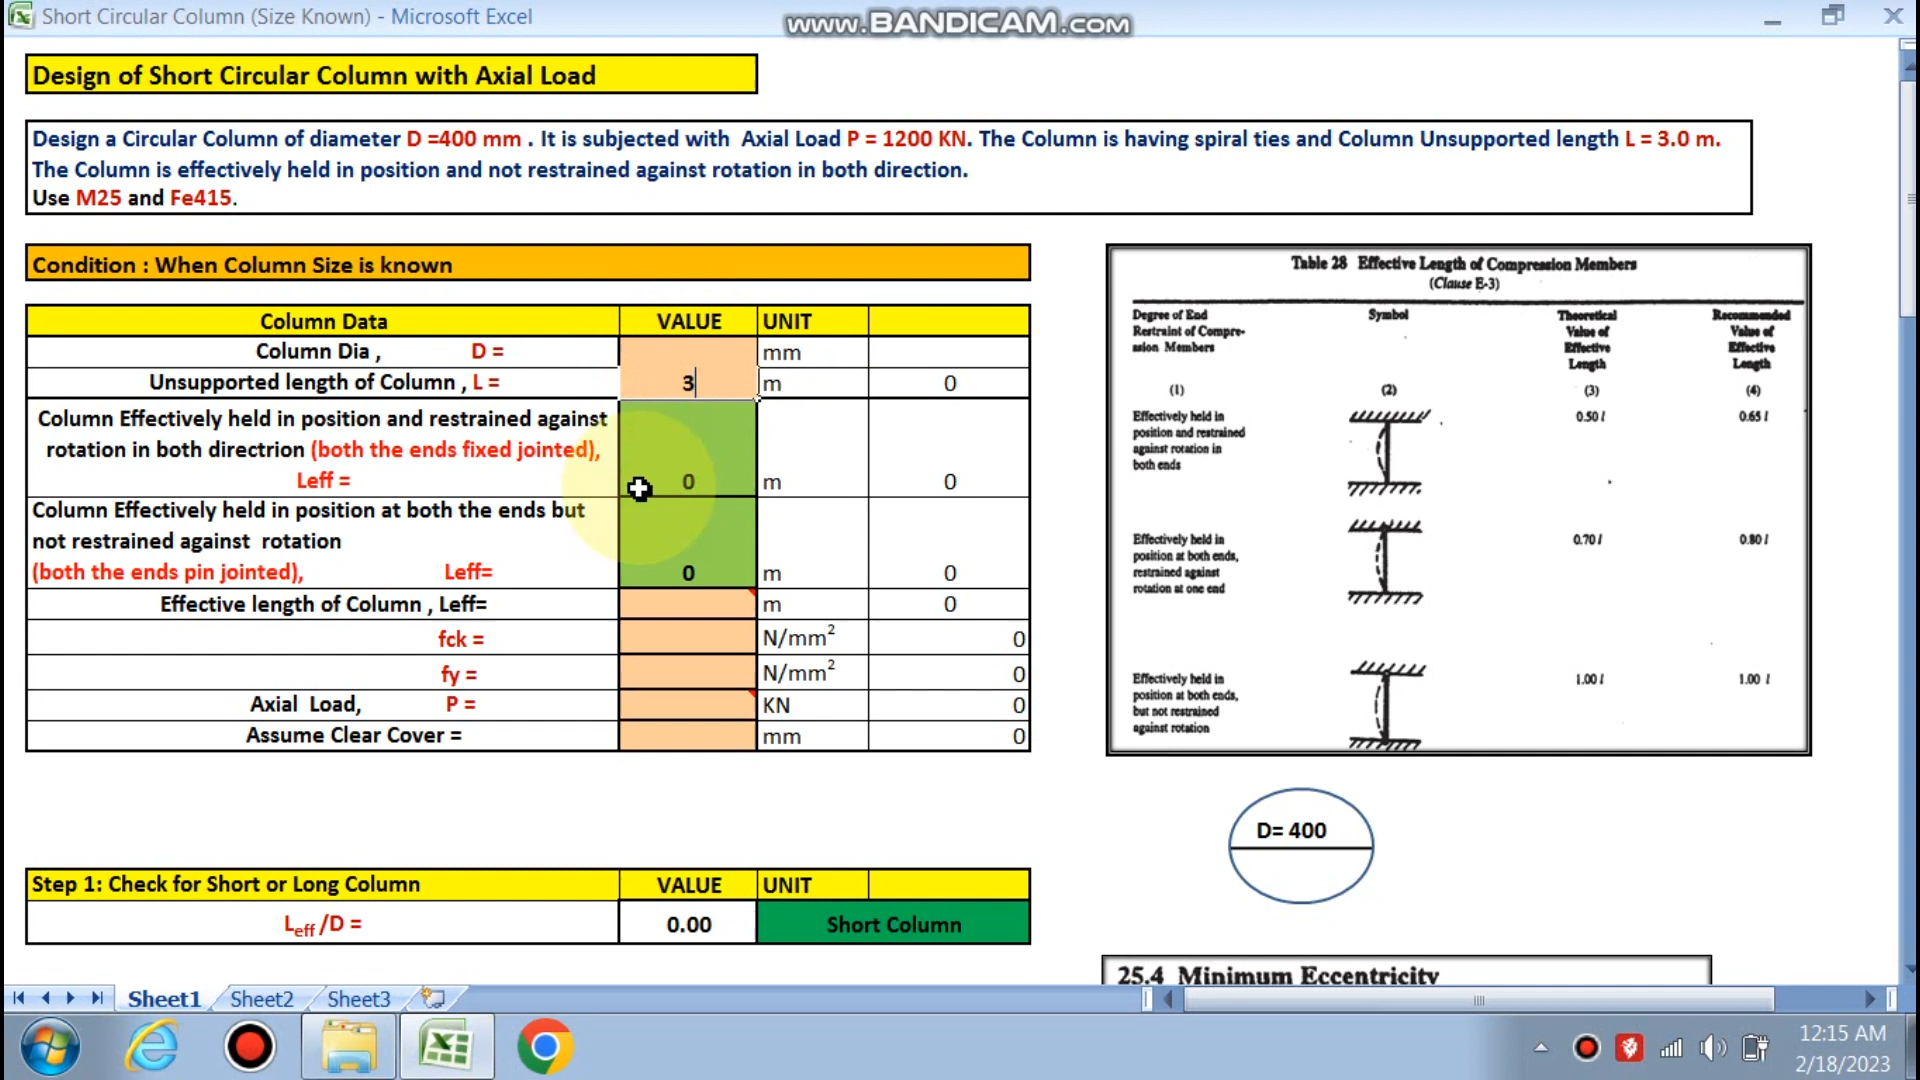 Short Circular Column (Size Known) - Microsoft Excel
www.BANDICAM.com
Design of Short Circular Column with Axial Load
Design a Circular Column of diameter D =400 mm . It is subjected with Axial Load P = 1200 KN. The Column is having spiral ties and Column Unsupported length L = 3.0 m.
The Column is effectively held in position and not restrained against rotation in both direction.
Use M25 and Fe415.
Condition : When Column Size is known
Column Data VALUE UNIT
Column Dia , D = mm
Unsupported length of Column , L = 3 m 0
Column Effectively held in position and restrained against
rotation in both directrion (both the ends fixed jointed),
Leff = 0 m 0
Column Effectively held in position at both the ends but
not restrained against rotation
(both the ends pin jointed), Leff= 0 m 0
Effective length of Column , Leff= m 0
fck = N/mm2 0
fy = N/mm2 0
Axial Load, P = KN 0
Assume Clear Cover = mm 0
Table 28 Effective Length of Compression Members
(Clause E-3)
Degree of End
Restraint of Compre-
ssion Members
Symbol
Theoretical
Value of
Effective
Length
Recommended
Value of
Effective
Length
(1) (2) (3) (4)
Effectively held in
position and restrained
against rotation in
both ends
0.50 l 0.65 l
Effectively held in
position at both ends,
restrained against
rotation at one end
0.70 l 0.80 l
Effectively held in
position at both ends,
but not restrained
against rotation
1.00 l 1.00 l
D= 400
Step 1: Check for Short or Long Column VALUE UNIT
Leff /D = 0.00 Short Column
25.4 Minimum Eccentricity
Sheet1 Sheet2 Sheet3
12:15 AM
2/18/2023